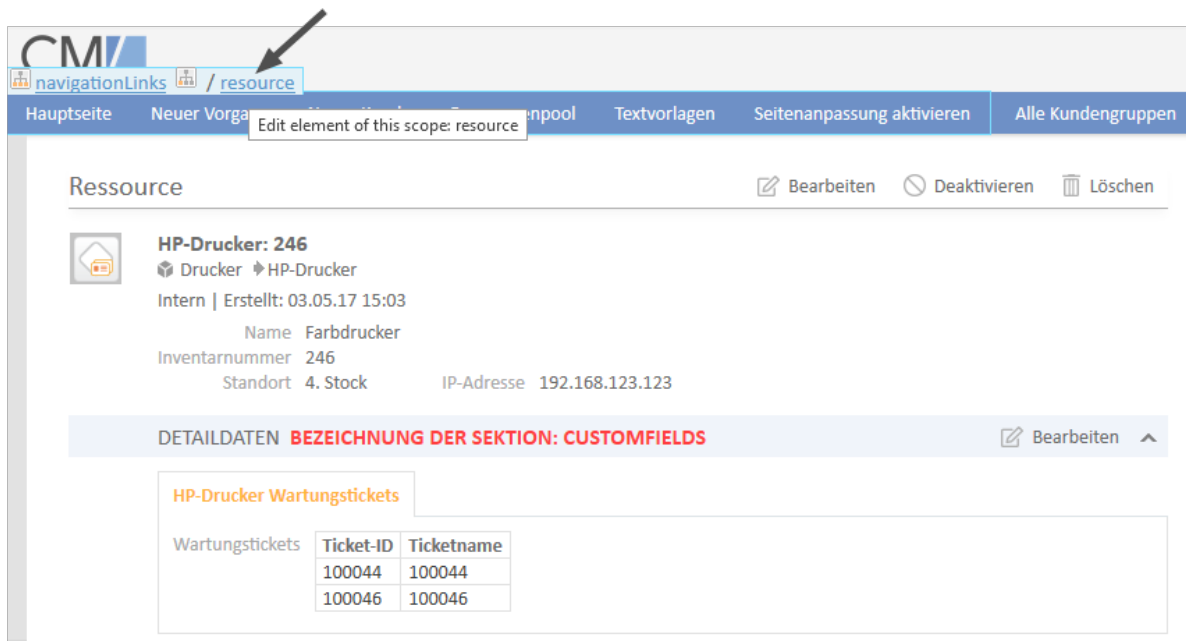 CM/
navigationLinks / resource
Hauptseite Neuer Vorga npool Textvorlagen Seitenanpassung aktivieren Alle Kundengruppen
Edit element of this scope: resource
Ressource Bearbeiten Deaktivieren Löschen
HP-Drucker: 246
Drucker HP-Drucker
Intern | Erstellt: 03.05.17 15:03
Name Farbdrucker
Inventarnummer 246
Standort 4. Stock IP-Adresse 192.168.123.123
DETAILDATEN BEZEICHNUNG DER SEKTION: CUSTOMFIELDS Bearbeiten
HP-Drucker Wartungstickets
Wartungstickets Ticket-ID Ticketname
100044 100044
100046 100046